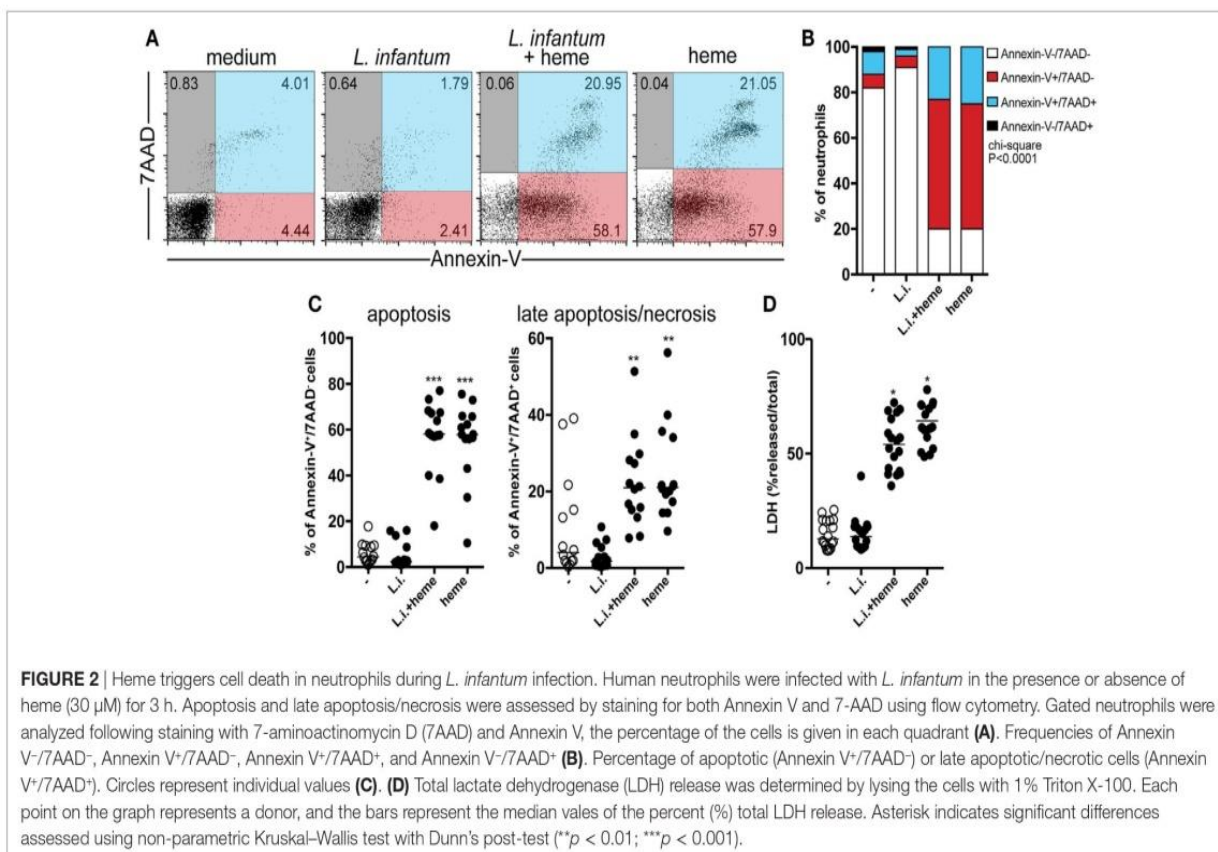 A
medium
L. infantum
L. infantum
+ heme
heme
0.83
4.01
4.44
0.64
1.79
2.41
0.06
20.95
58.1
0.04
21.05
57.9
7AAD
Annexin-V
B
% of neutrophils
100
80
60
40
20
0
-
L.i.
L.i.+heme
heme
Annexin-V-/7AAD-
Annexin-V+/7AAD-
Annexin-V+/7AAD+
Annexin-V-/7AAD+
chi-square
P<0.0001
C
apoptosis
% of Annexin-V⁺/7AAD⁻cells
100
80
60
40
20
0
***
***
-
L.i.
L.i.+heme
heme
late apoptosis/necrosis
% of Annexin-V⁺/7AAD⁺ cells
60
40
20
0
**
**
-
L.i.
L.i.+heme
heme
D
LDH (%released/total)
100
50
0
*
*
-
L.i.
L.i.+heme
heme
FIGURE 2 | Heme triggers cell death in neutrophils during L. infantum infection. Human neutrophils were infected with L. infantum in the presence or absence of
heme (30 µM) for 3 h. Apoptosis and late apoptosis/necrosis were assessed by staining for both Annexin V and 7-AAD using flow cytometry. Gated neutrophils were
analyzed following staining with 7-aminoactinomycin D (7AAD) and Annexin V, the percentage of the cells is given in each quadrant (A). Frequencies of Annexin
V⁻/7AAD⁻, Annexin V⁺/7AAD⁻, Annexin V⁺/7AAD⁺, and Annexin V⁻/7AAD⁺ (B). Percentage of apoptotic (Annexin V⁺/7AAD⁻) or late apoptotic/necrotic cells (Annexin
V⁺/7AAD⁺). Circles represent individual values (C). (D) Total lactate dehydrogenase (LDH) release was determined by lysing the cells with 1% Triton X-100. Each
point on the graph represents a donor, and the bars represent the median vales of the percent (%) total LDH release. Asterisk indicates significant differences
assessed using non-parametric Kruskal–Wallis test with Dunn's post-test (**p < 0.01; ***p < 0.001).